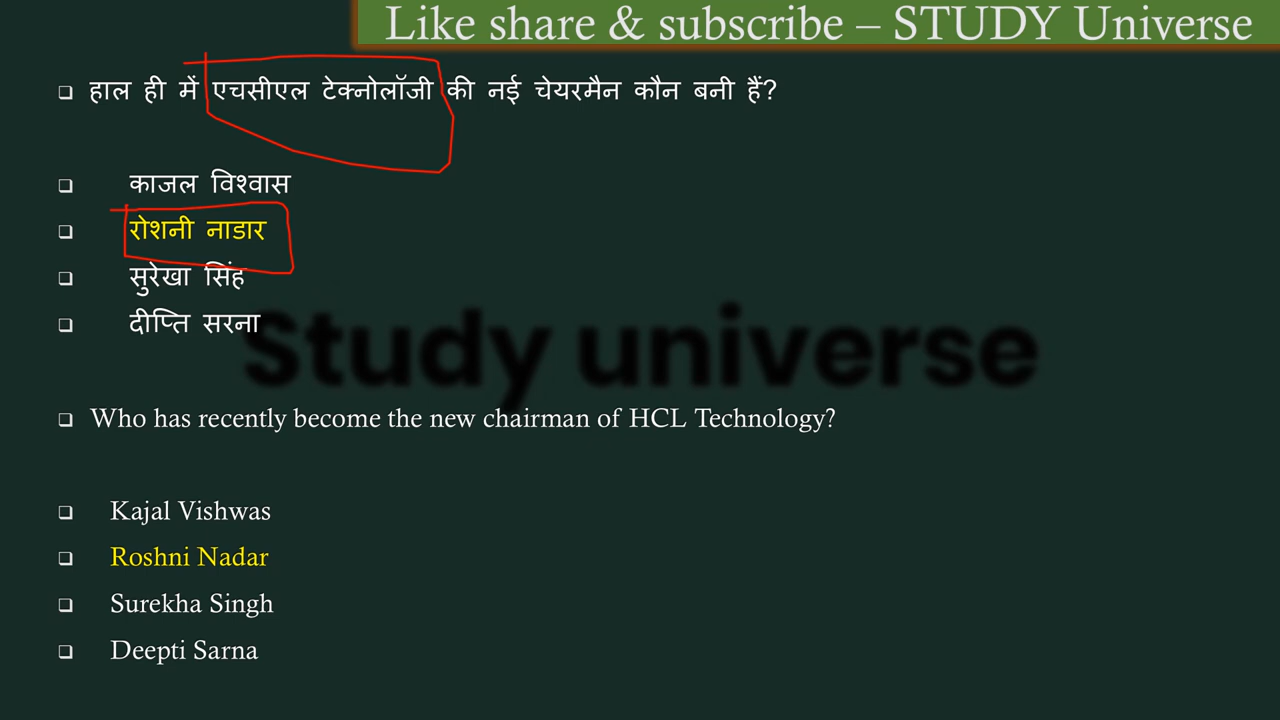 Like share & subscribe – STUDY Universe
हाल ही में एचसीएल टेक्नोलॉजी की नई चेयरमैन कौन बनी हैं?
काजल विश्वास
रोशनी नाडार
सुरेखा सिंह
दीप्ति सरना
Study universe
Who has recently become the new chairman of HCL Technology?
Kajal Vishwas
Roshni Nadar
Surekha Singh
Deepti Sarna